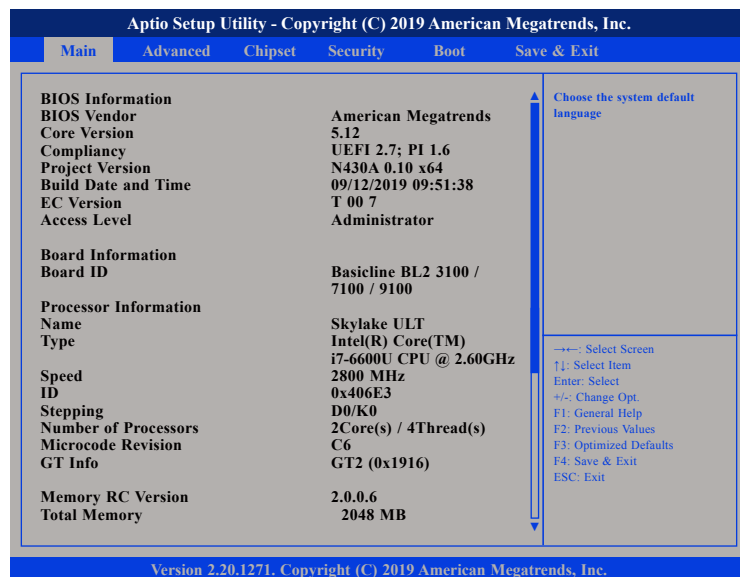 Aptio Setup Utility - Copyright (C) 2019 American Megatrends, Inc.
Main Advanced Chipset Security Boot Save & Exit
BIOS Information
BIOS Vendor American Megatrends
Core Version 5.12
Compliancy UEFI 2.7; PI 1.6
Project Version N430A 0.10 x64
Build Date and Time 09/12/2019 09:51:38
EC Version T 00 7
Access Level Administrator
Board Information
Board ID Basicline BL2 3100 /
7100 / 9100
Processor Information
Name Skylake ULT
Type Intel(R) Core(TM)
i7-6600U CPU @ 2.60GHz
Speed 2800 MHz
ID 0x406E3
Stepping D0/K0
Number of Processors 2Core(s) / 4Thread(s)
Microcode Revision C6
GT Info GT2 (0x1916)
Memory RC Version 2.0.0.6
Total Memory 2048 MB
Choose the system default
language
→←: Select Screen
↑↓: Select Item
Enter: Select
+/-: Change Opt.
F1: General Help
F2: Previous Values
F3: Optimized Defaults
F4: Save & Exit
ESC: Exit
Version 2.20.1271. Copyright (C) 2019 American Megatrends, Inc.